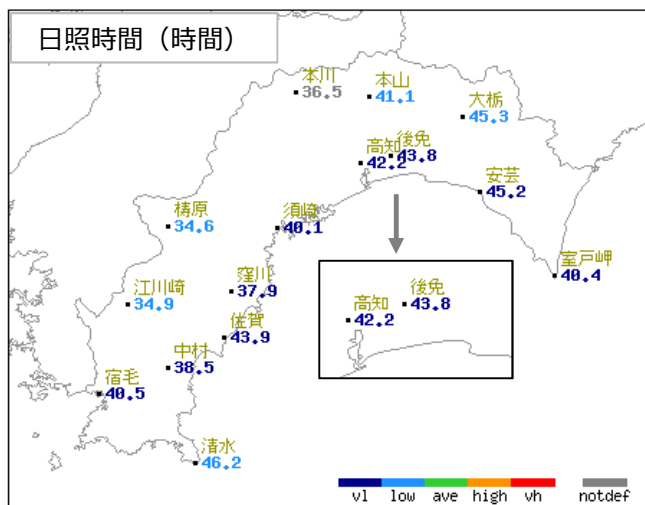 日照時間（時間）
本川
36.5
本山
41.1
大栃
45.3
高知
42.2
後免
43.8
安芸
45.2
室戸岬
40.4
梼原
34.6
須崎
40.1
江川崎
34.9
窪川
37.9
佐賀
43.9
中村
38.5
宿毛
40.5
清水
46.2
高知
42.2
後免
43.8
vl low ave high vh notdef